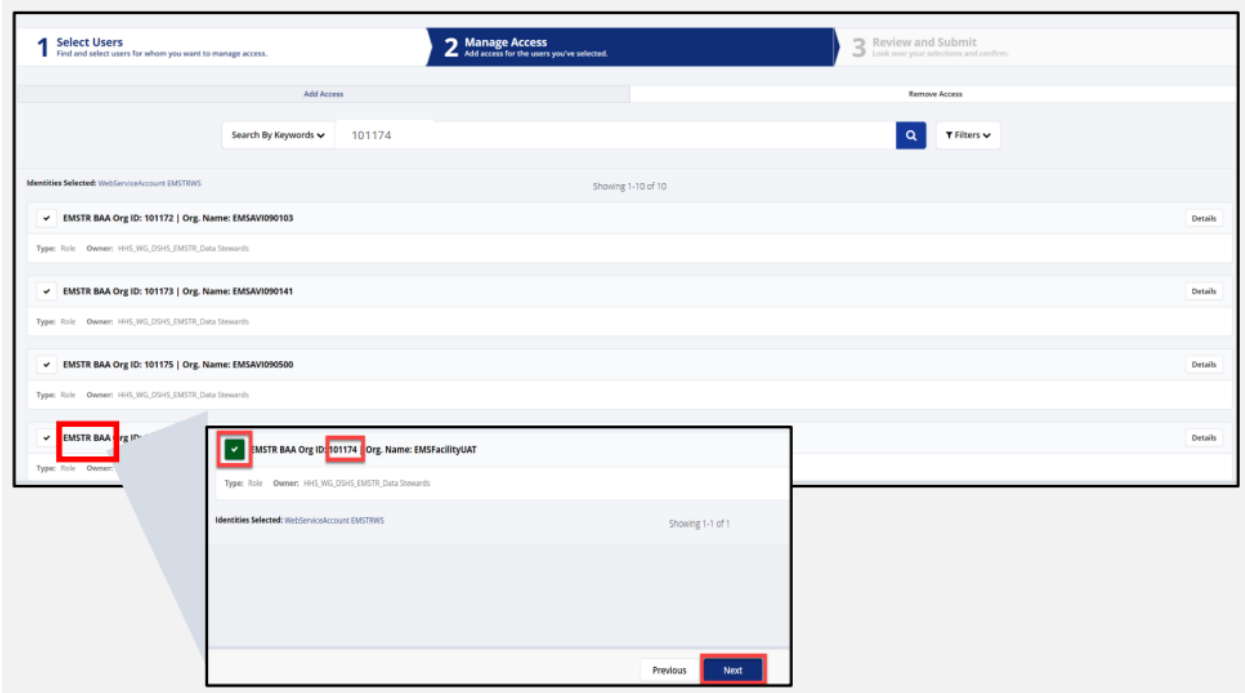 1 Select Users
Find and select users for whom you want to manage access.
2 Manage Access
Add access for the users you've selected.
3 Review and Submit
Look over your selections and confirm.
Add Access
Remove Access
Search By Keywords
101174
Filters
Identities Selected: WebServiceAccount EMSTRWS
Showing 1-10 of 10
EMSTR BAA Org ID: 101172 | Org. Name: EMSAVI090103
Details
Type: Role Owner: HHS_WG_DSHS_EMSTR_Data Stewards
EMSTR BAA Org ID: 101173 | Org. Name: EMSAVI090141
Details
Type: Role Owner: HHS_WG_DSHS_EMSTR_Data Stewards
EMSTR BAA Org ID: 101175 | Org. Name: EMSAVI090500
Details
Type: Role Owner: HHS_WG_DSHS_EMSTR_Data Stewards
EMSTR BAA Org ID:
Details
Type: Role Owner:
EMSTR BAA Org ID: 101174 | Org. Name: EMSFacilityUAT
Type: Role Owner: HHS_WG_DSHS_EMSTR_Data Stewards
Identities Selected: WebServiceAccount EMSTRWS
Showing 1-1 of 1
Previous
Next